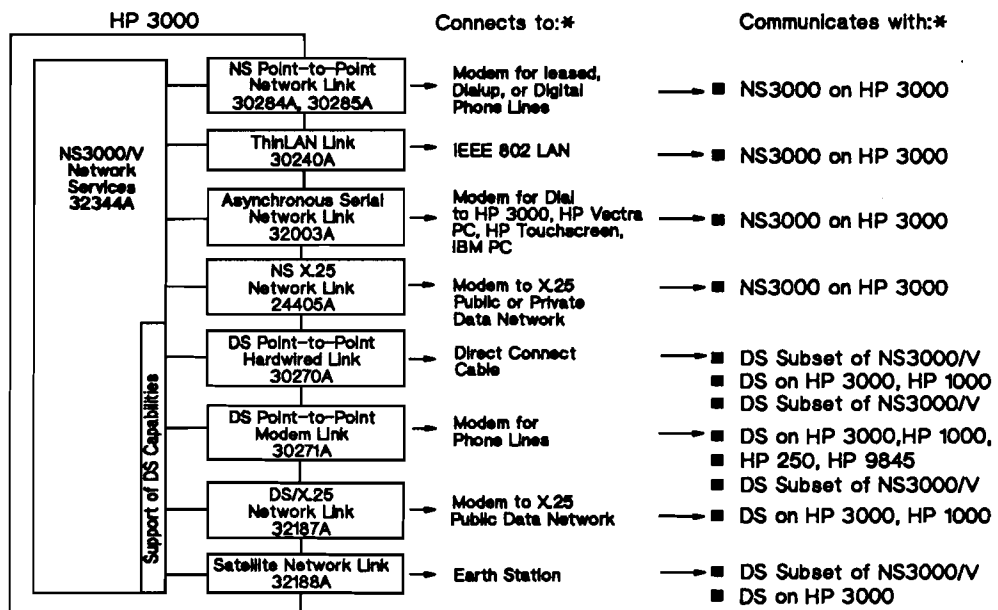 HP 3000
Connects to:*
Communicates with:*
NS3000/V
Network
Services
32344A
Support of DS Capabilities
NS Point-to-Point
Network Link
30284A, 30285A
Modem for leased,
Dialup, or Digital
Phone Lines
■ NS3000 on HP 3000
ThinLAN Link
30240A
IEEE 802 LAN
■ NS3000 on HP 3000
Asynchronous Serial
Network Link
32003A
Modem for Dial
to HP 3000, HP Vectra
PC, HP Touchscreen,
IBM PC
■ NS3000 on HP 3000
NS X.25
Network Link
24405A
Modem to X.25
Public or Private
Data Network
■ NS3000 on HP 3000
DS Point-to-Point
Hardwired Link
30270A
Direct Connect
Cable
■ DS Subset of NS3000/V
■ DS on HP 3000, HP 1000
DS Point-to-Point
Modem Link
30271A
Modem for
Phone Lines
■ DS Subset of NS3000/V
■ DS on HP 3000,HP 1000,
■ HP 250, HP 9845
DS/X.25
Network Link
32187A
Modem to X.25
Public Data Network
■ DS Subset of NS3000/V
■ DS on HP 3000, HP 1000
Satellite Network Link
32188A
Earth Station
■ DS Subset of NS3000/V
■ DS on HP 3000